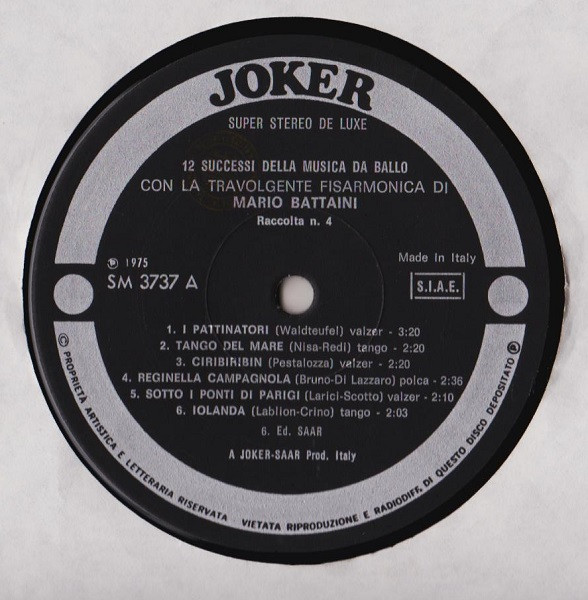 JOKER
SUPER STEREO DE LUXE
12 SUCCESSI DELLA MUSICA DA BALLO
CON LA TRAVOLGENTE FISARMONICA DI
MARIO BATTAINI
Raccolta n. 4
℗ 1975
SM 3737 A
Made in Italy
S.I.A.E.
1. I PATTINATORI (Waldteufel) valzer - 3:20
2. TANGO DEL MARE (Nisa-Redi) tango - 2:20
3. CIRIBIRIBIN (Pestalozza) valzer - 2:20
4. REGINELLA CAMPAGNOLA (Bruno-Di Lazzaro) polca - 2:36
5. SOTTO I PONTI DI PARIGI (Larici-Scotto) valzer - 2:10
6. IOLANDA (Lablion-Crino) tango - 2:03
6. Ed. SAAR
A JOKER-SAAR Prod. Italy
© PROPRIETÀ ARTISTICA E LETTERARIA RISERVATA - VIETATA RIPRODUZIONE E RADIODIFF. DI QUESTO DISCO DEPOSITATO ℗